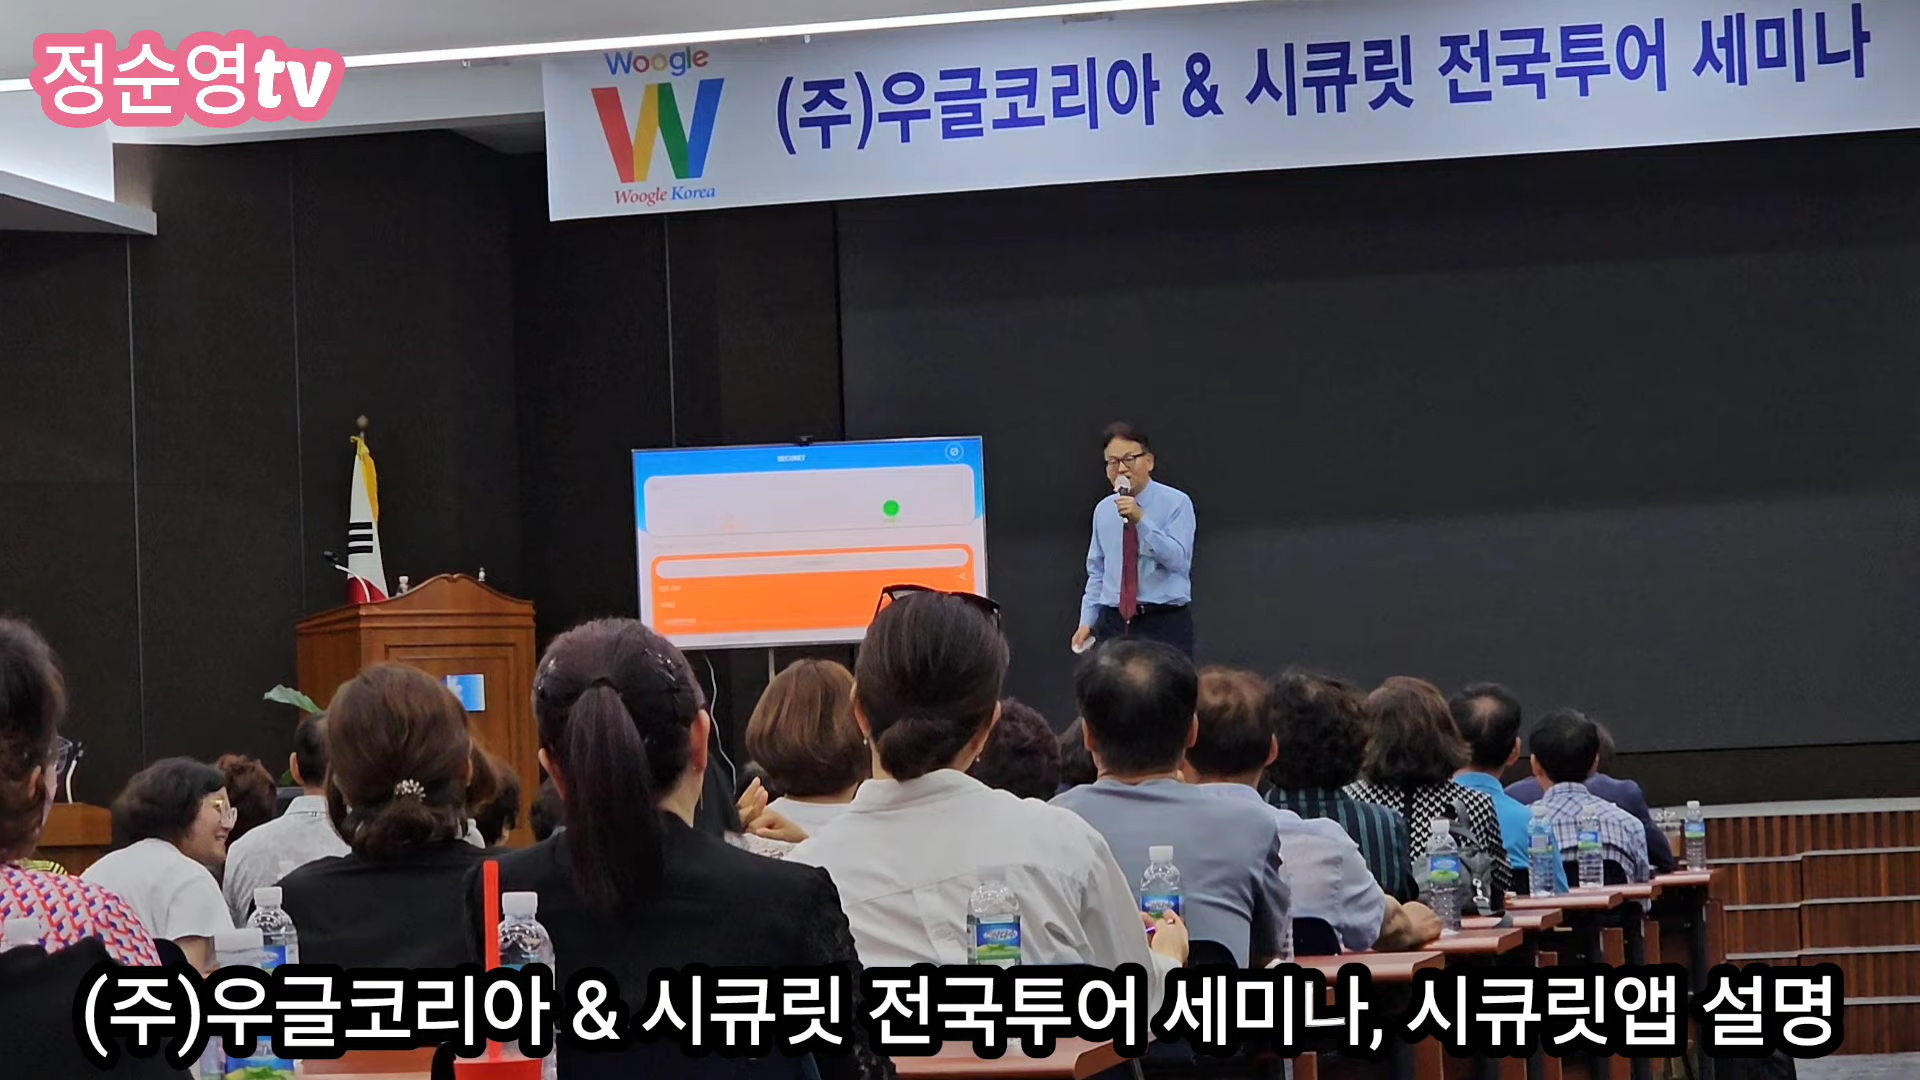 정순영tv
Woogle
W
Woogle Korea
(주)우글코리아 & 시큐릿 전국투어 세미나
SECURET
(주)우글코리아 & 시큐릿 전국투어 세미나, 시큐릿앱 설명